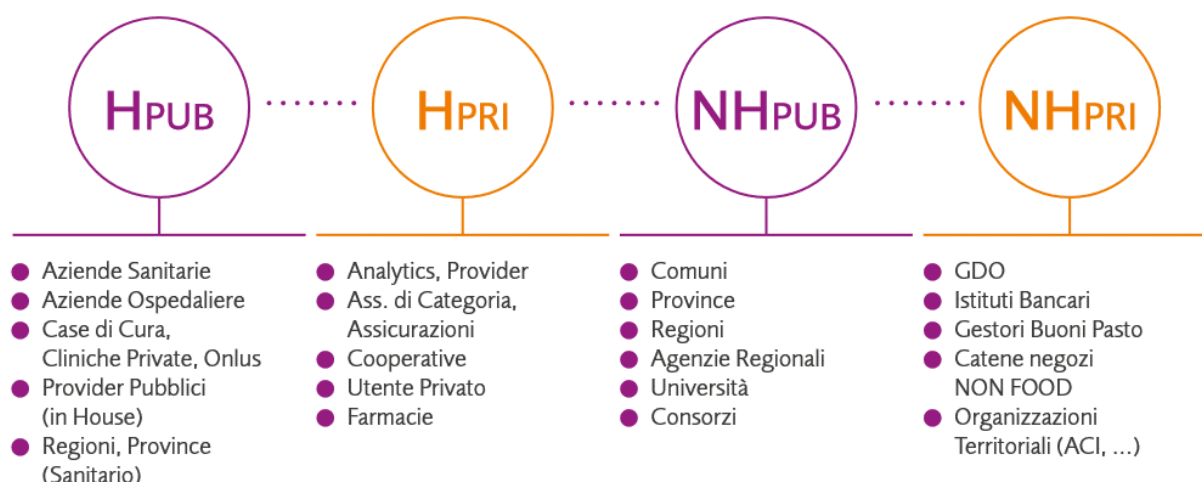 HPUB
HPRI
NHPUB
NHPRI
Aziende Sanitarie
Aziende Ospedaliere
Case di Cura,
Cliniche Private, Onlus
Provider Pubblici
(in House)
Regioni, Province
(Sanitario)
Analytics, Provider
Ass. di Categoria,
Assicurazioni
Cooperative
Utente Privato
Farmacie
Comuni
Province
Regioni
Agenzie Regionali
Università
Consorzi
GDO
Istituti Bancari
Gestori Buoni Pasto
Catene negozi
NON FOOD
Organizzazioni
Territoriali (ACI, ...)